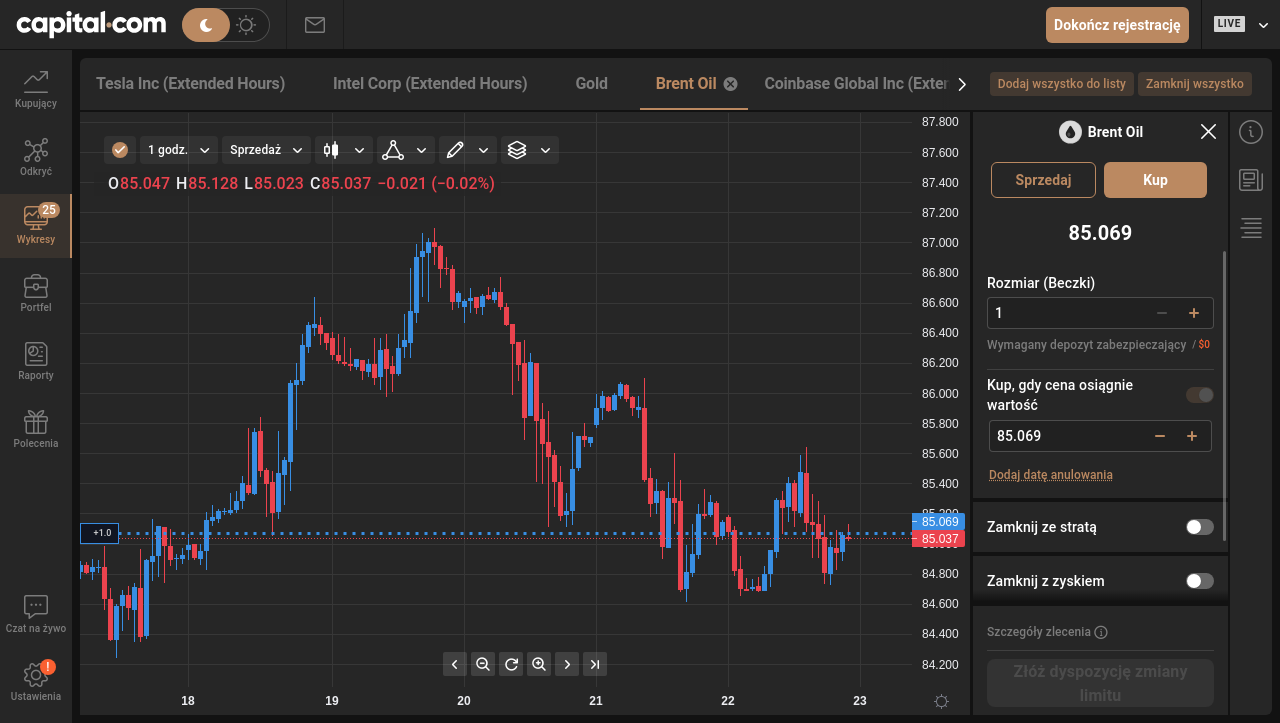 capital.com
Dokończ rejestrację
LIVE
Kupujący
Odkryć
25
Wykresy
Portfel
Raporty
Polecenia
Czat na żywo
!
Ustawienia
Tesla Inc (Extended Hours)
Intel Corp (Extended Hours)
Gold
Brent Oil
Coinbase Global Inc (Exter
Dodaj wszystko do listy
Zamknij wszystko
1 godz.
Sprzedaż
O85.047 H85.128 L85.023 C85.037 −0.021 (−0.02%)
+1.0
87.800
87.600
87.400
87.200
87.000
86.800
86.600
86.400
86.200
86.000
85.800
85.600
85.400
85.200
85.069
85.037
85.000
84.800
84.600
84.400
84.200
18 19 20 21 22 23
Brent Oil
Sprzedaj
Kup
85.069
Rozmiar (Beczki)
1
Wymagany depozyt zabezpieczający / $0
Kup, gdy cena osiągnie
wartość
85.069
Dodaj datę anulowania
Zamknij ze stratą
Zamknij z zyskiem
Szczegóły zlecenia
Złóż dyspozycję zmiany
limitu